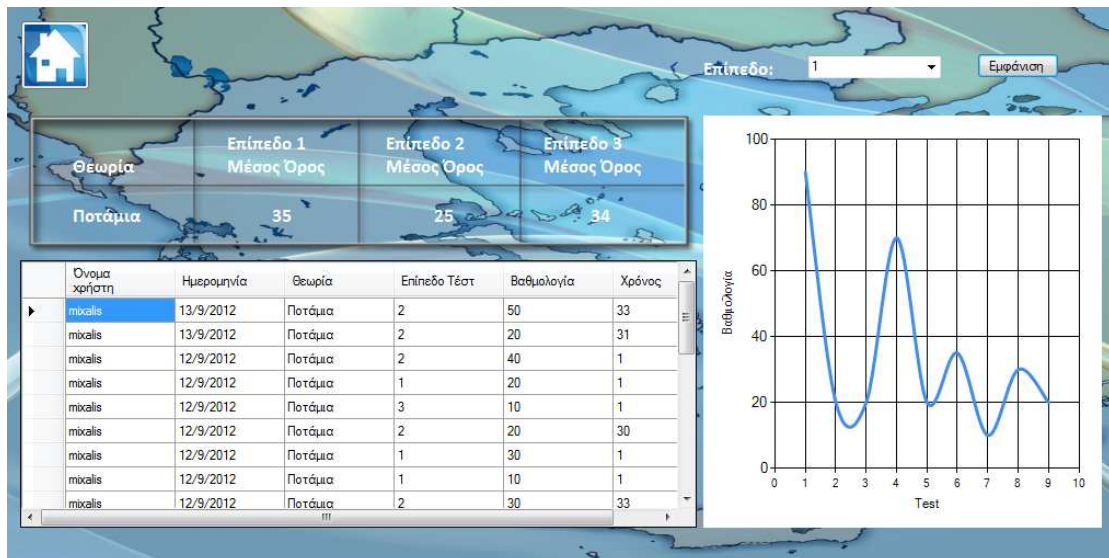 Επίπεδο: 1 Εμφάνιση
Θεωρία Επίπεδο 1 Μέσος Όρος Επίπεδο 2 Μέσος Όρος Επίπεδο 3 Μέσος Όρος
Ποτάμια 35 25 34
Όνομα χρήστη Ημερομηνία Θεωρία Επίπεδο Τέστ Βαθμολογία Χρόνος
mixalis 13/9/2012 Ποτάμια 2 50 33
mixalis 13/9/2012 Ποτάμια 2 20 31
mixalis 12/9/2012 Ποτάμια 2 40 1
mixalis 12/9/2012 Ποτάμια 1 20 1
mixalis 12/9/2012 Ποτάμια 3 10 1
mixalis 12/9/2012 Ποτάμια 2 20 30
mixalis 12/9/2012 Ποτάμια 1 30 1
mixalis 12/9/2012 Ποτάμια 1 10 1
mixalis 12/9/2012 Ποτάμια 2 30 33
Βαθμολογία
100
80
60
40
20
0
0 1 2 3 4 5 6 7 8 9 10
Test